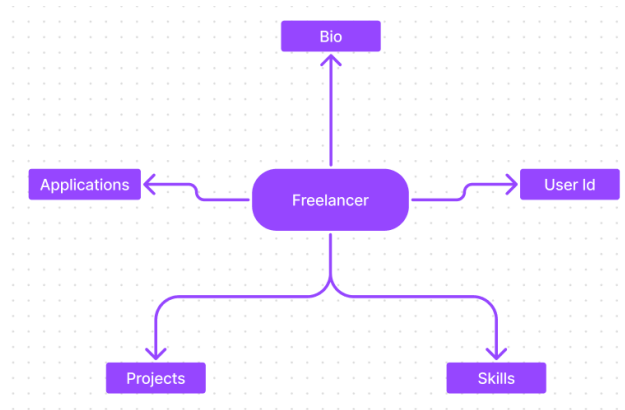 Bio
Applications
Freelancer
User Id
Projects
Skills